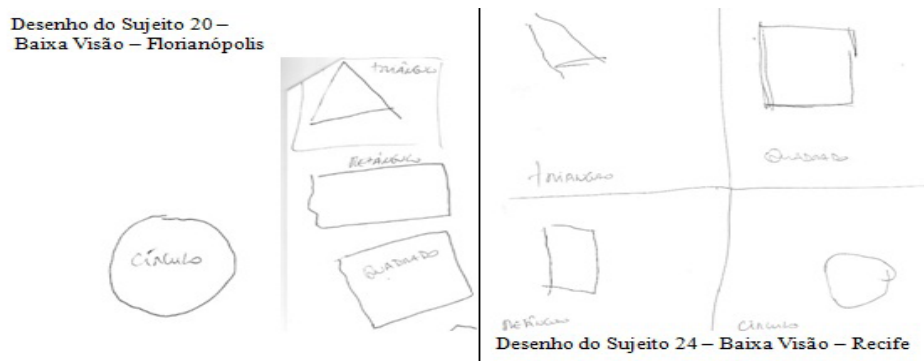 Desenho do Sujeito 20 –
Baixa Visão – Florianópolis
TRIÂNGULO
RETÂNGULO
CÍRCULO
QUADRADO
QUADRADO
RETÂNGULO
CÍRCULO
Desenho do Sujeito 24 – Baixa Visão – Recife